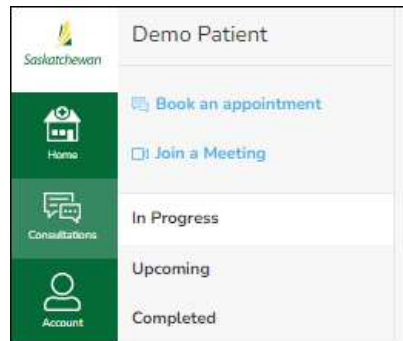 Saskatchewan
Home
Consultations
Account
Demo Patient
Book an appointment
Join a Meeting
In Progress
Upcoming
Completed